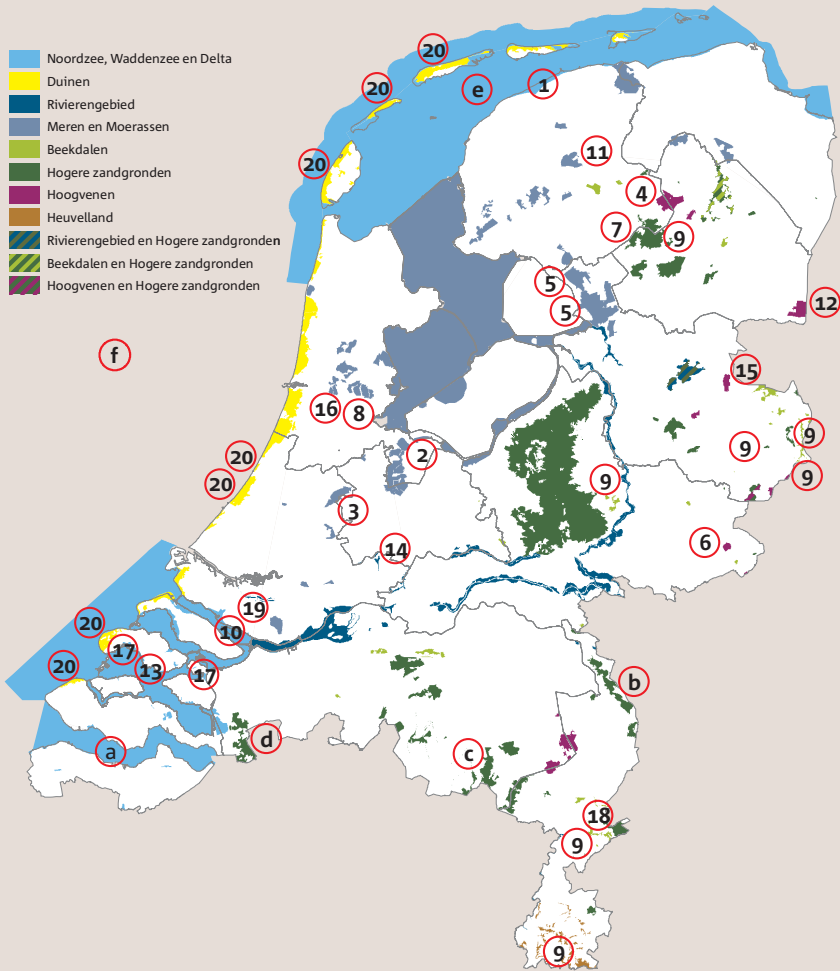 Noordzee, Waddenzee en Delta
Duinen
Rivierengebied
Meren en Moerassen
Beekdalen
Hogere zandgronden
Hoogvenen
Heuvelland
Rivierengebied en Hogere zandgronden
Beekdalen en Hogere zandgronden
Hoogvenen en Hogere zandgronden
20
20
e
1
11
20
4
7
9
5
5
12
f
15
16
8
9
2
20
9
20
9
9
3
6
14
19
20
10
17
13
20
17
b
d
a
c
18
9
9